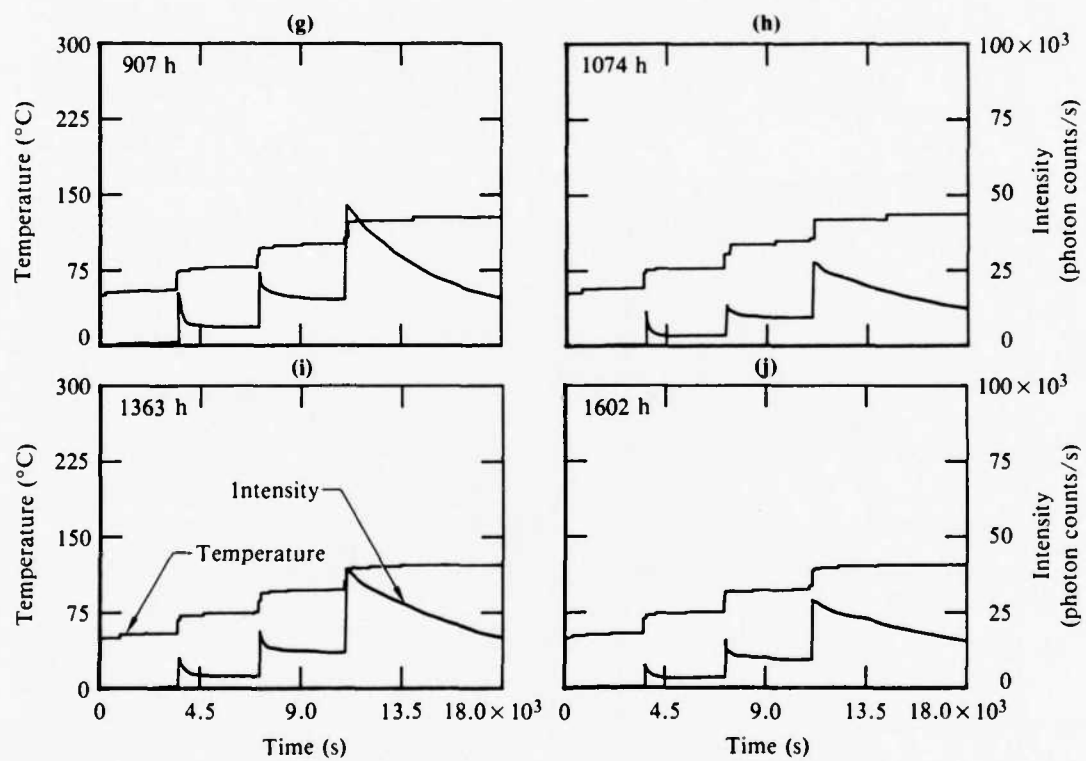 (g)
300
907 h
225
150
75
0
Temperature (°C)
(h)
1074 h
100 × 10³
75
50
25
0
Intensity
(photon counts/s)
(i)
300
1363 h
225
Intensity
150
Temperature
75
0
Temperature (°C)
0 4.5 9.0 13.5 18.0 × 10³
Time (s)
(j)
1602 h
100 × 10³
75
50
25
0
Intensity
(photon counts/s)
0 4.5 9.0 13.5 18.0 × 10³
Time (s)